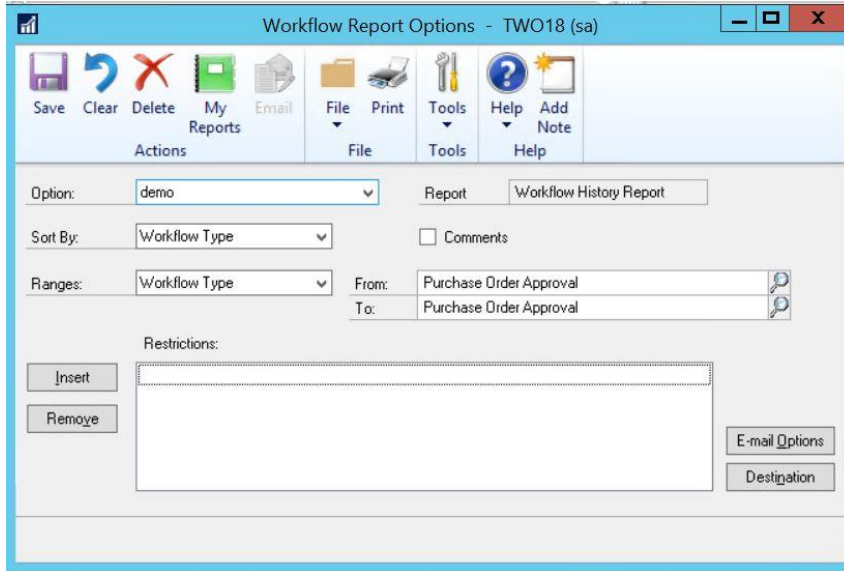 Workflow Report Options - TWO18 (sa)
Save Clear Delete My Reports Email File Print Tools Help Add Note
Actions File Tools Help
Option: demo Report Workflow History Report
Sort By: Workflow Type Comments
Ranges: Workflow Type From: Purchase Order Approval
To: Purchase Order Approval
Restrictions:
Insert
Remove
E-mail Options
Destination